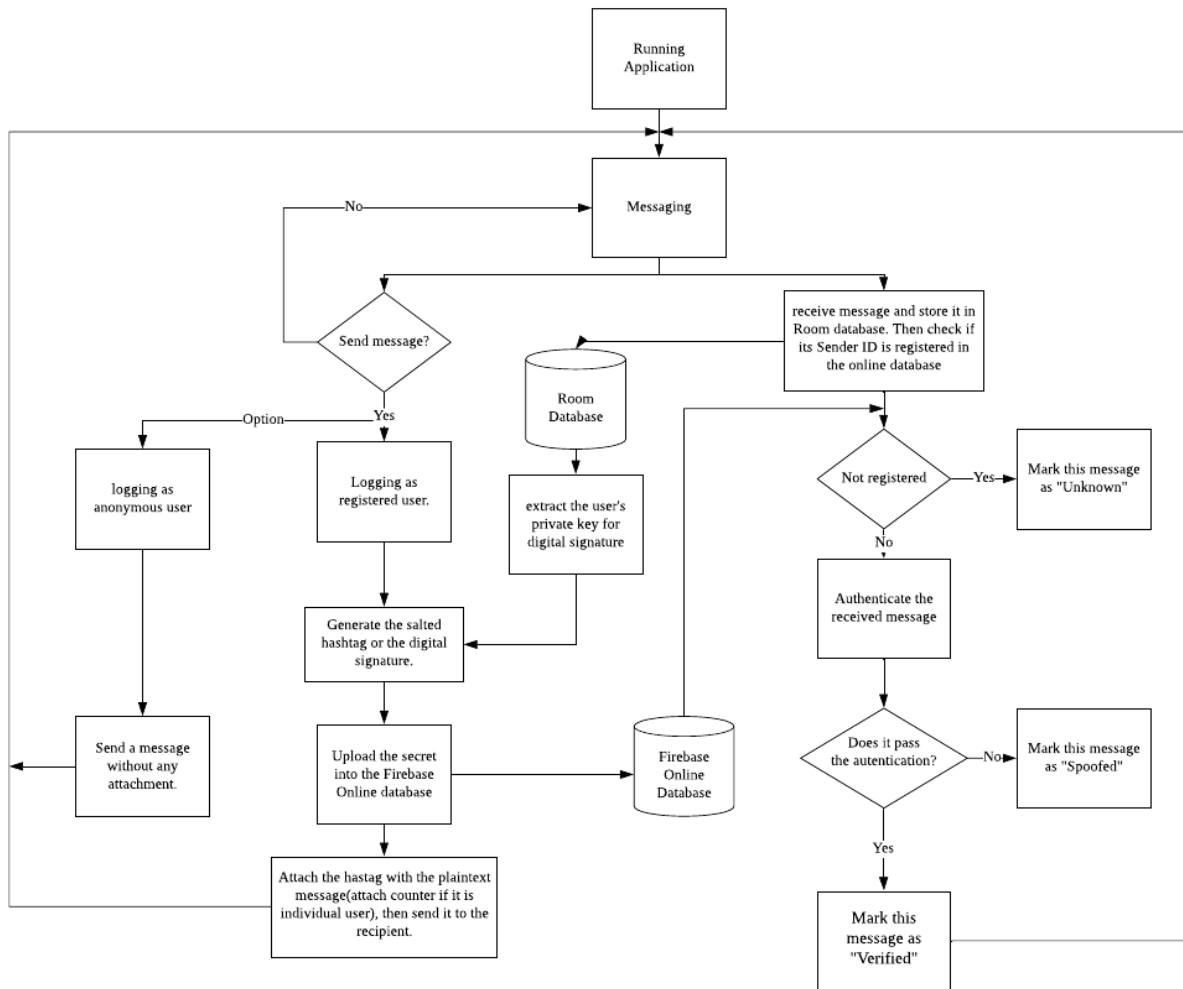 Running
Application
Messaging
No
Send message?
receive message and store it in
Room database. Then check if
its Sender ID is registered in
the online database
Room
Database
Option
Yes
logging as
anonymous user
Logging as
registered user.
extract the user's
private key for
digital signature
Not registered
Yes
Mark this message
as "Unknown"
No
Authenticate the
received message
Generate the salted
hashtag or the digital
signature.
Send a message
without any
attachment.
Upload the secret
into the Firebase
Online database
Firebase
Online
Database
Does it pass
the autentication?
No
Mark this message
as "Spoofed"
Yes
Attach the hastag with the plaintext
message(attach counter if it is
individual user), then send it to the
recipient.
Mark this
message as
"Verified"